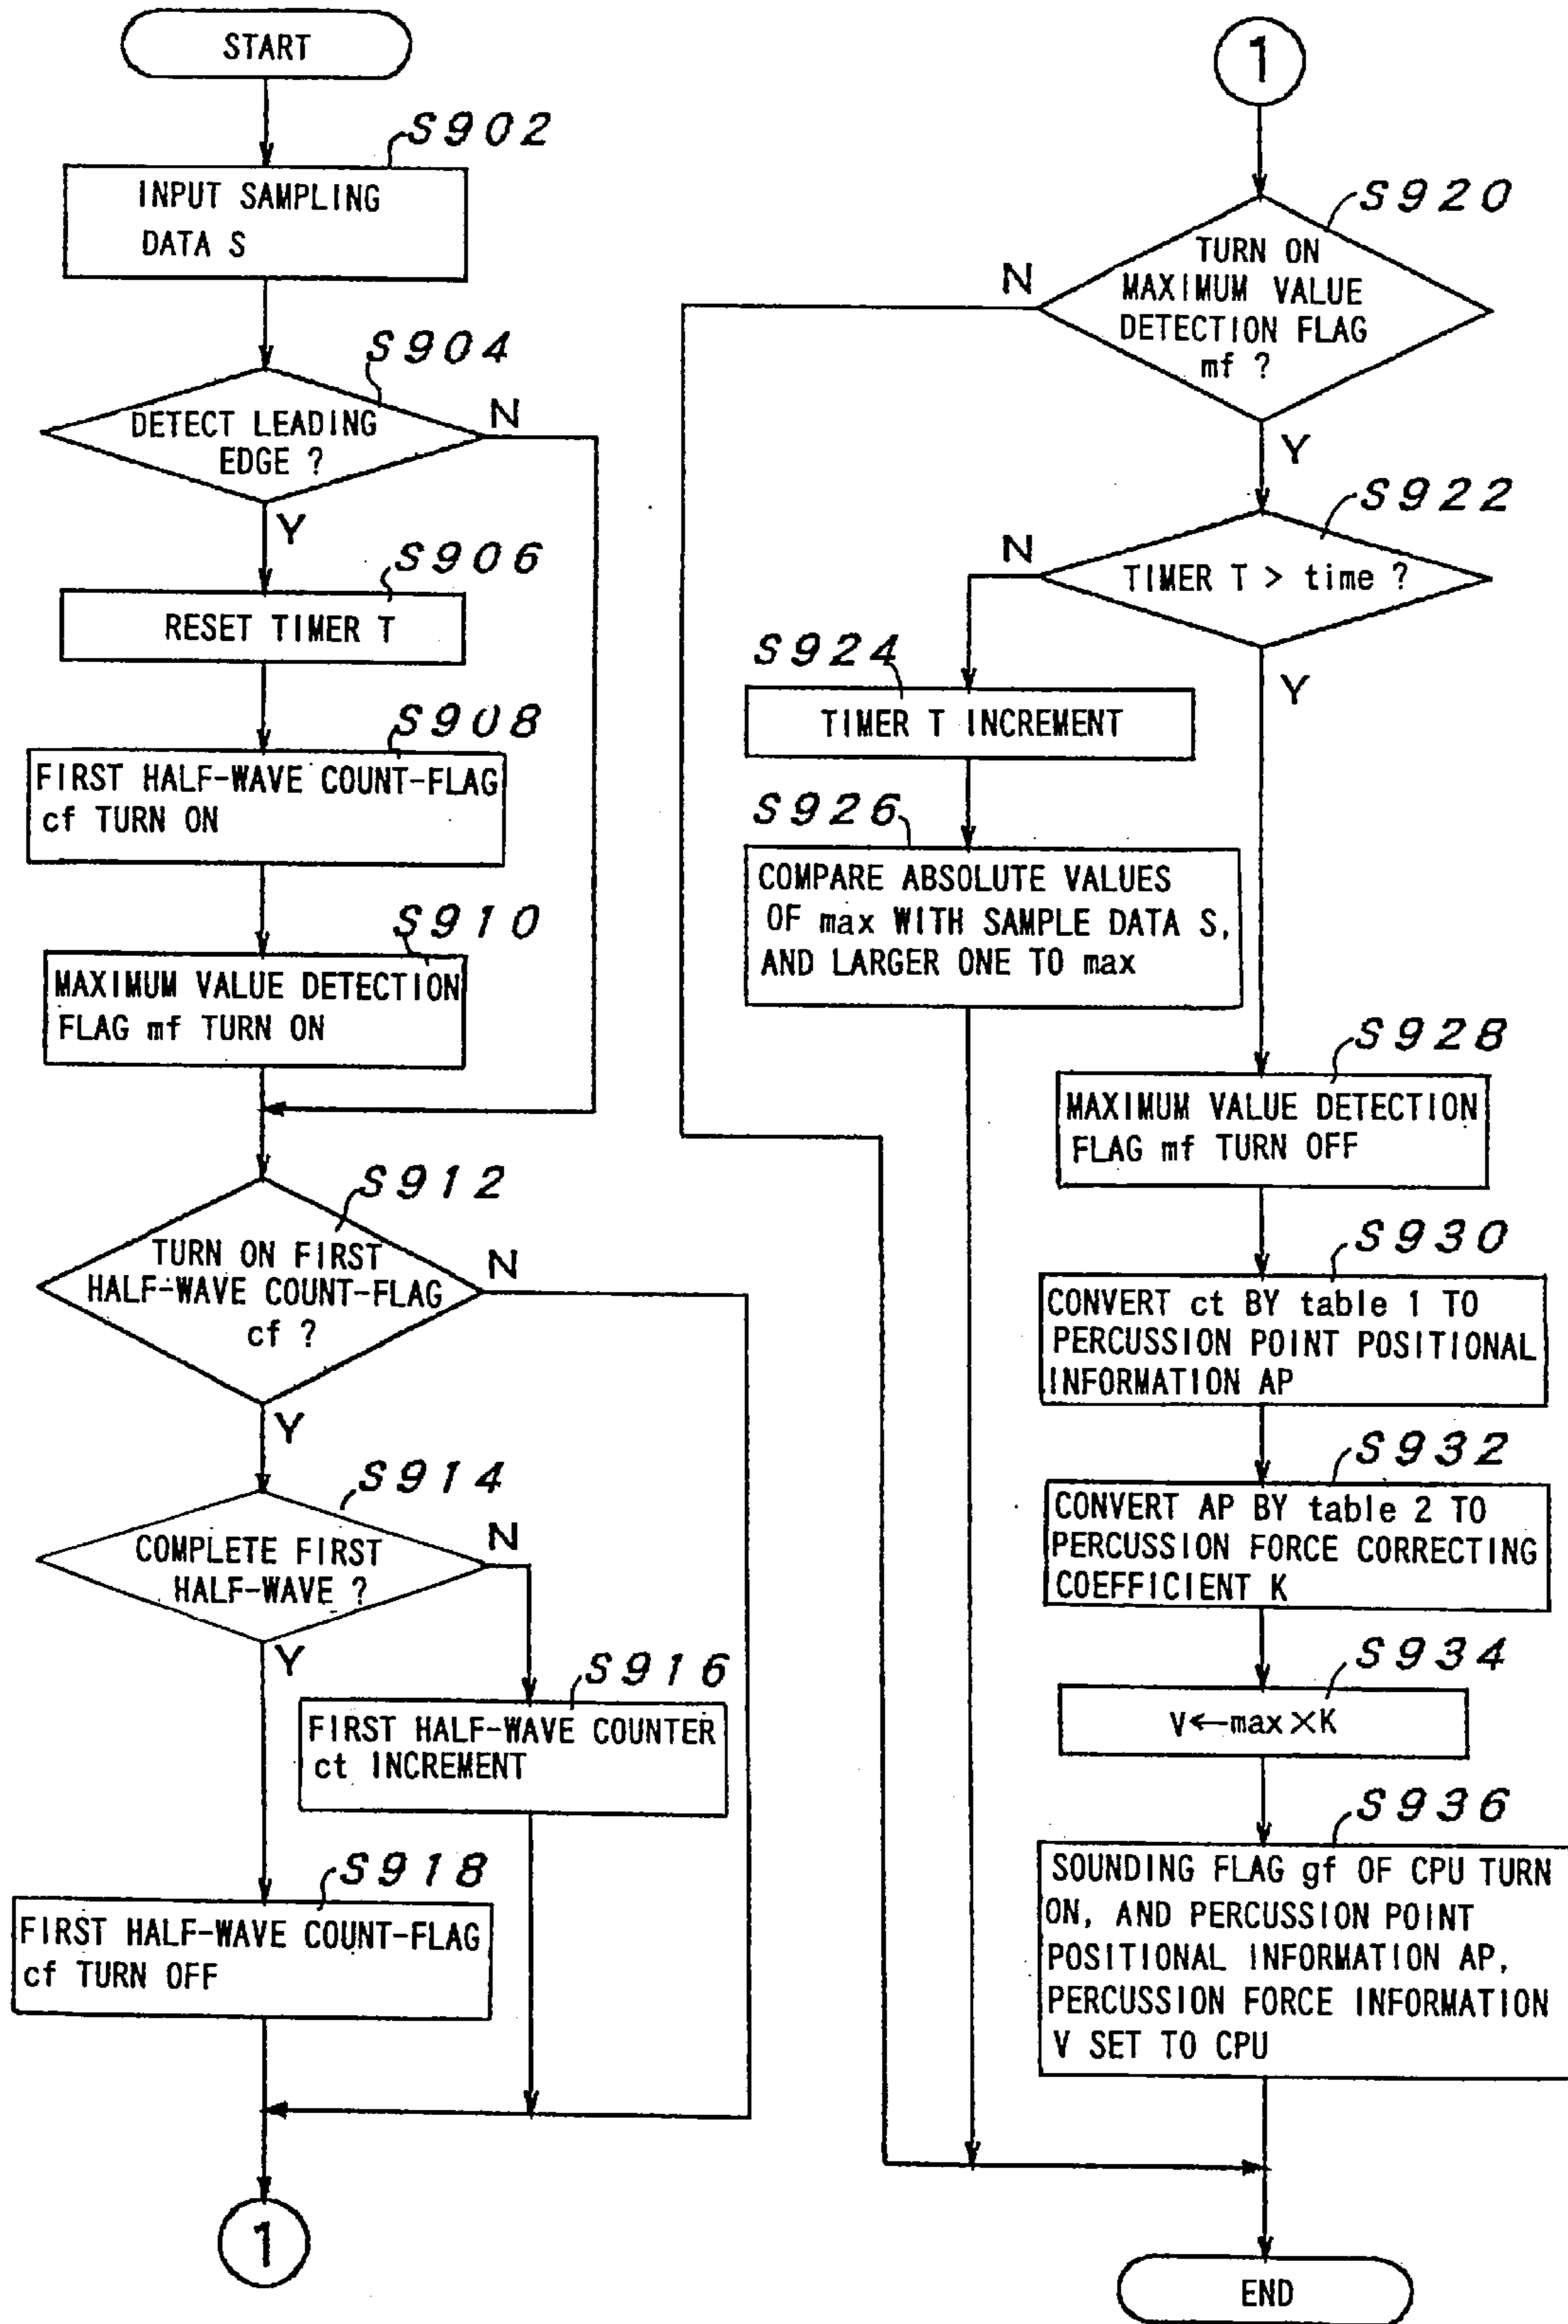 START
S902
INPUT SAMPLING
DATA S
S904
DETECT LEADING
EDGE ?
N
Y
S906
RESET TIMER T
S908
FIRST HALF-WAVE COUNT-FLAG
cf TURN ON
S910
MAXIMUM VALUE DETECTION
FLAG mf TURN ON
S912
TURN ON FIRST
HALF-WAVE COUNT-FLAG
cf ?
N
Y
S914
COMPLETE FIRST
HALF-WAVE ?
N
Y
S916
FIRST HALF-WAVE COUNTER
ct INCREMENT
S918
FIRST HALF-WAVE COUNT-FLAG
cf TURN OFF
1
1
S920
TURN ON
MAXIMUM VALUE
DETECTION FLAG
mf ?
N
Y
S922
TIMER T > time ?
N
Y
S924
TIMER T INCREMENT
S926
COMPARE ABSOLUTE VALUES
OF max WITH SAMPLE DATA S,
AND LARGER ONE TO max
S928
MAXIMUM VALUE DETECTION
FLAG mf TURN OFF
S930
CONVERT ct BY table 1 TO
PERCUSSION POINT POSITIONAL
INFORMATION AP
S932
CONVERT AP BY table 2 TO
PERCUSSION FORCE CORRECTING
COEFFICIENT K
S934
V←max×K
S936
SOUNDING FLAG gf OF CPU TURN
ON, AND PERCUSSION POINT
POSITIONAL INFORMATION AP,
PERCUSSION FORCE INFORMATION
V SET TO CPU
END